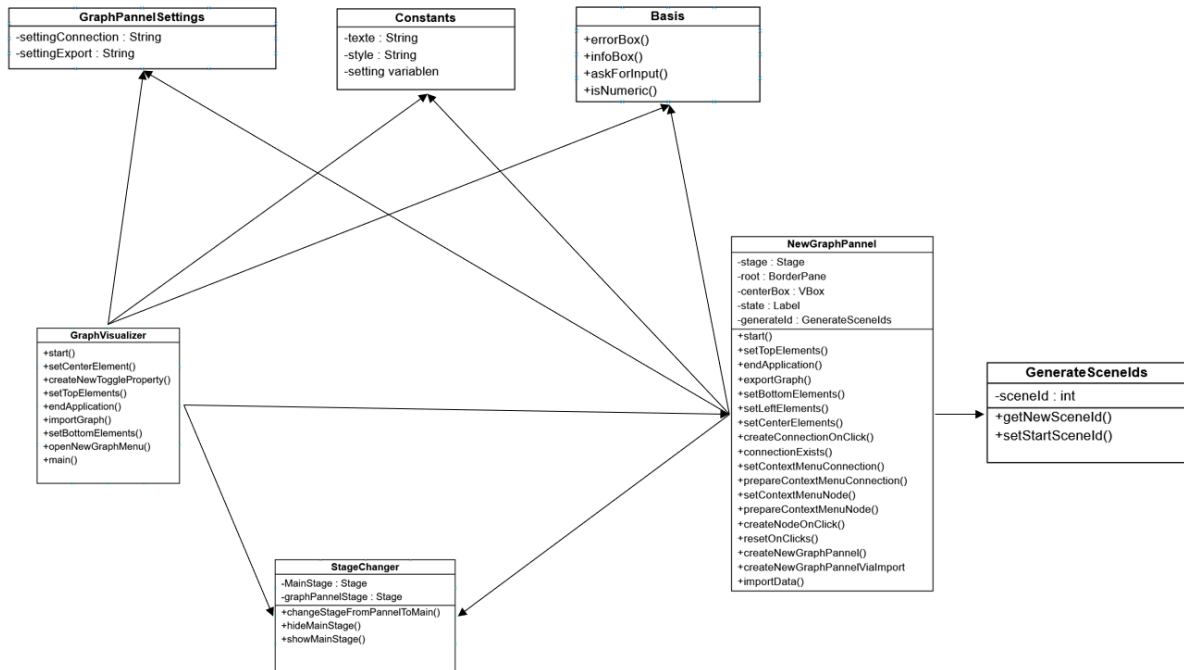 GraphPannelSettings
-settingConnection : String
-settingExport : String
Constants
-texte : String
-style : String
-setting variablen
Basis
+errorBox()
+infoBox()
+askForInput()
+isNumeric()
NewGraphPannel
-stage : Stage
-root : BorderPane
-centerBox : VBox
-state : Label
-generateId : GenerateSceneIds
+start()
+setTopElements()
+endApplication()
+exportGraph()
+setBottomElements()
+setLeftElements()
+setCenterElements()
+createConnectionOnClick()
+connectionExists()
+setContextMenuConnection()
+prepareContextMenuConnection()
+setContextMenuNode()
+prepareContextMenuNode()
+createNodeOnClick()
+resetOnClicks()
+createNewGraphPannel()
+createNewGraphPannelViaImport
+importData()
GraphVisualizer
+start()
+setCenterElement()
+createNewToggleProperty()
+setTopElements()
+endApplication()
+importGraph()
+setBottomElements()
+openNewGraphMenu()
+main()
GenerateSceneIds
-sceneId : int
+getNewSceneId()
+setStartSceneId()
StageChanger
-MainStage : Stage
-graphPannelStage : Stage
+changeStageFromPannelToMain()
+hideMainStage()
+showMainStage()